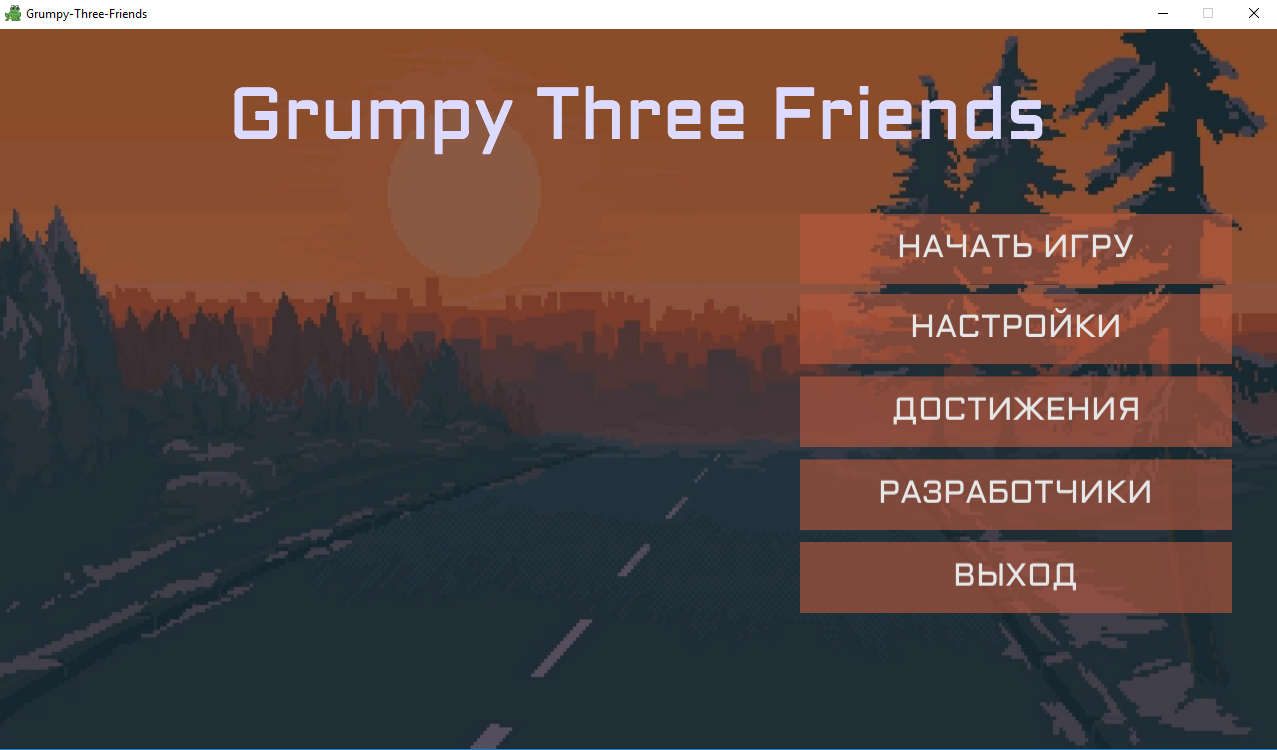 Grumpy-Three-Friends
Grumpy Three Friends
НАЧАТЬ ИГРУ
НАСТРОЙКИ
ДОСТИЖЕНИЯ
РАЗРАБОТЧИКИ
ВЫХОД